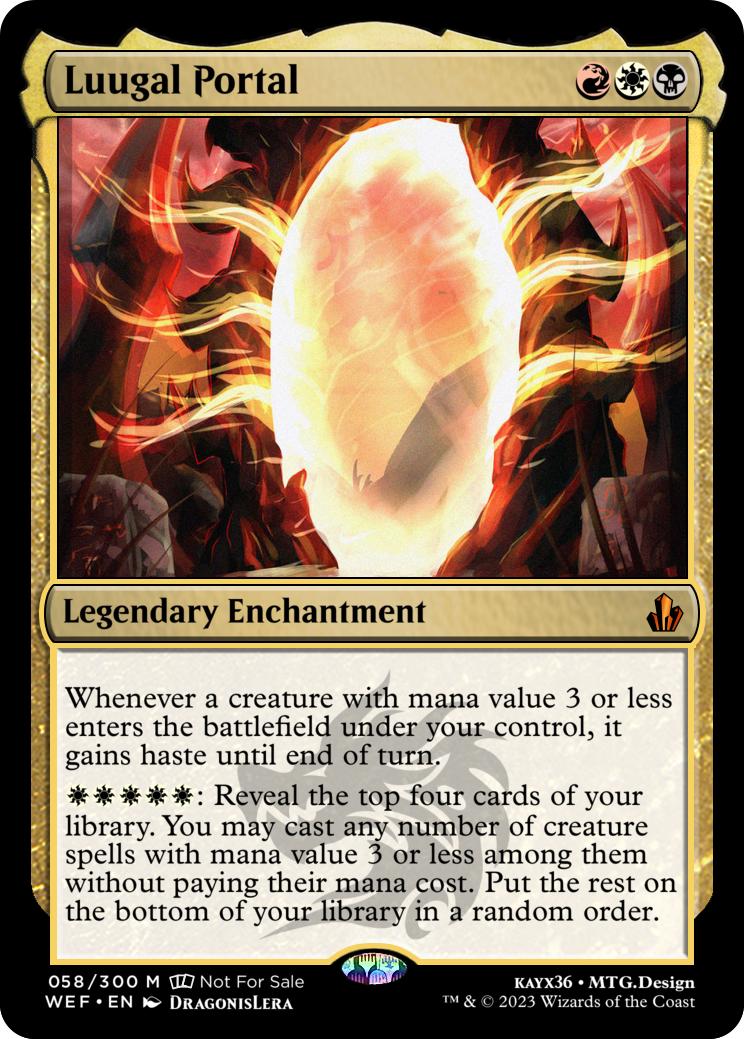 Luugal Portal
Legendary Enchantment
Whenever a creature with mana value 3 or less
enters the battlefield under your control, it
gains haste until end of turn.
: Reveal the top four cards of your
library. You may cast any number of creature
spells with mana value 3 or less among them
without paying their mana cost. Put the rest on
the bottom of your library in a random order.
058/300 M Not For Sale
KAYX36 • MTG.Design
WEF • EN DragonisLera
™ & © 2023 Wizards of the Coast